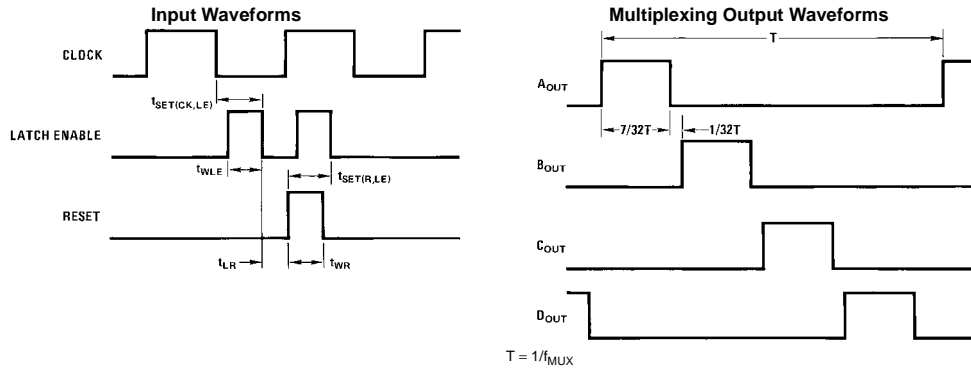 Input Waveforms
CLOCK
tSET(CK,LE)
LATCH ENABLE
tWLE
tSET(R,LE)
RESET
tLR
tWR
Multiplexing Output Waveforms
T
AOUT
7/32T
1/32T
BOUT
COUT
DOUT
T = 1/fMUX